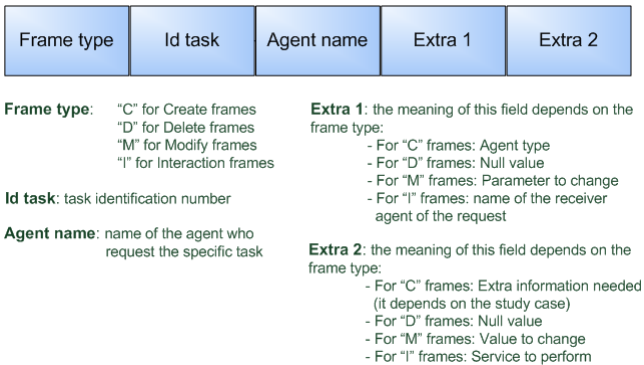 Frame type
Id task
Agent name
Extra 1
Extra 2
Frame type: “C” for Create frames
“D” for Delete frames
“M” for Modify frames
“I” for Interaction frames
Id task: task identification number
Agent name: name of the agent who
request the specific task
Extra 1: the meaning of this field depends on the
frame type:
- For “C” frames: Agent type
- For “D” frames: Null value
- For “M” frames: Parameter to change
- For “I” frames: name of the receiver
agent of the request
Extra 2: the meaning of this field depends on the
frame type:
- For “C” frames: Extra information needed
(it depends on the study case)
- For “D” frames: Null value
- For “M” frames: Value to change
- For “I” frames: Service to perform